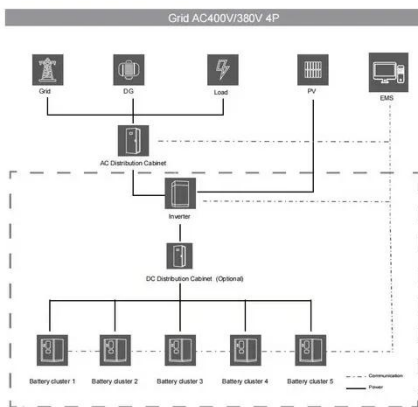 Grid AC400V/380V 4P
Grid
DG
Load
PV
EMS
AC Distribution Cabinet
Inverter
DC Distribution Cabinet (Optional)
Battery cluster 1
Battery cluster 2
Battery cluster 3
Battery cluster 4
Battery cluster 5
Communication
Power